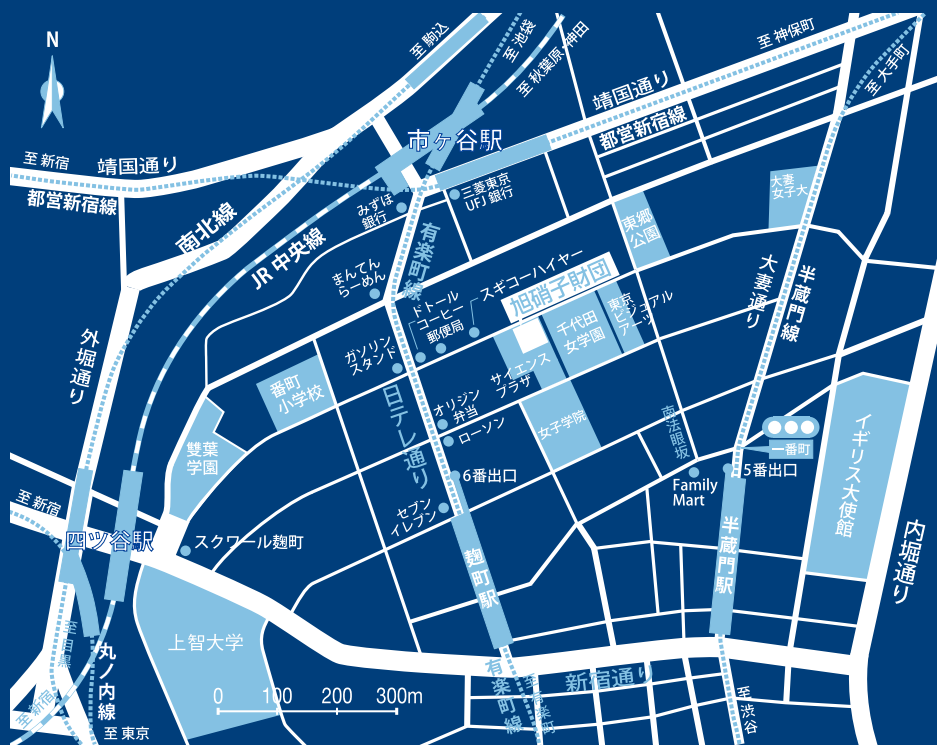 N
至 駒込
至 池袋
至 秋葉原・神田
至 神保町
至 大手町
靖国通り
都営新宿線
市ヶ谷駅
至 新宿
靖国通り
都営新宿線
南北線
JR 中央線
みずほ
銀行
三菱東京
UFJ 銀行
有楽町線
東郷
公園
大妻
女子大
大妻通り
半蔵門線
まんてん
らーめん
ドトール
コーヒー
郵便局
スギコーハイヤー
旭硝子財団
千代田
女学園
東京
ビジュアル
アーツ
サイエンス
プラザ
外堀通り
ガソリン
スタンド
番町
小学校
日テレ通り
オリジン
弁当
ローソン
女子学院
南法眼坂
一番町
イギリス大使館
雙葉
学園
6番出口
Family
Mart
5番出口
セブン
イレブン
至 新宿
四ツ谷駅
スクワール麹町
麹町駅
半蔵門駅
内堀通り
至目黒
丸ノ内線
上智大学
有楽町線
新宿通り
0 100 200 300m
至渋谷
至 新宿
至 東京